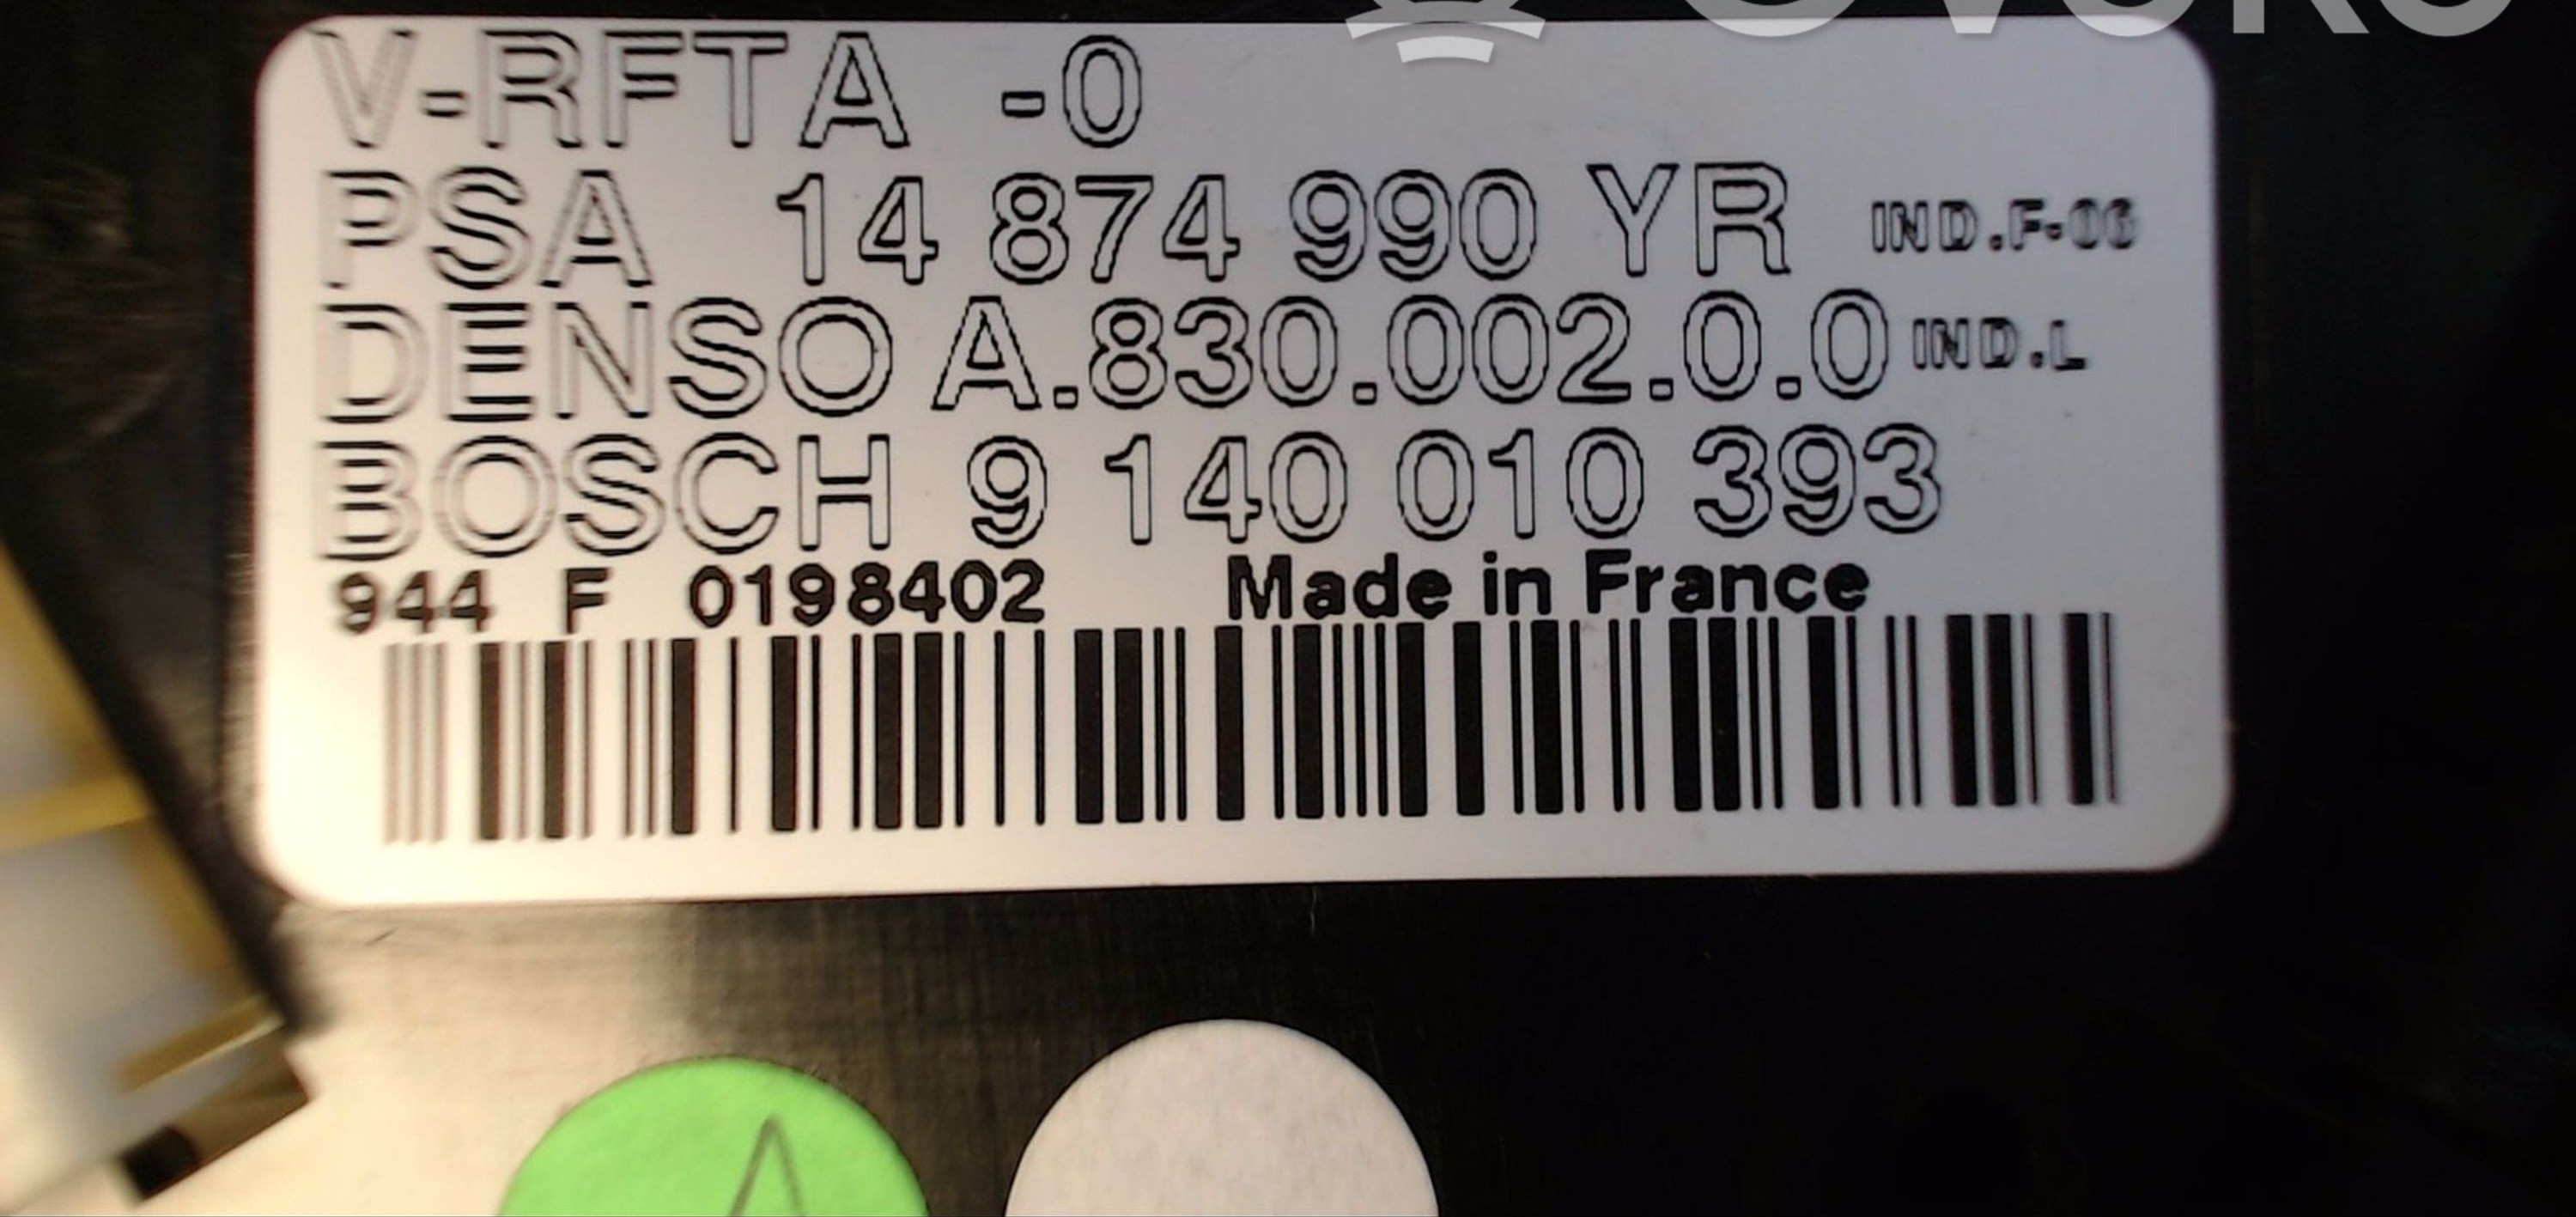 V-RFTA -0
PSA 14 874 990 YR IND.F-06
DENSO A.830.002.0.0 IND.L
BOSCH 9 140 010 393
944 F 0198402 Made in France
A